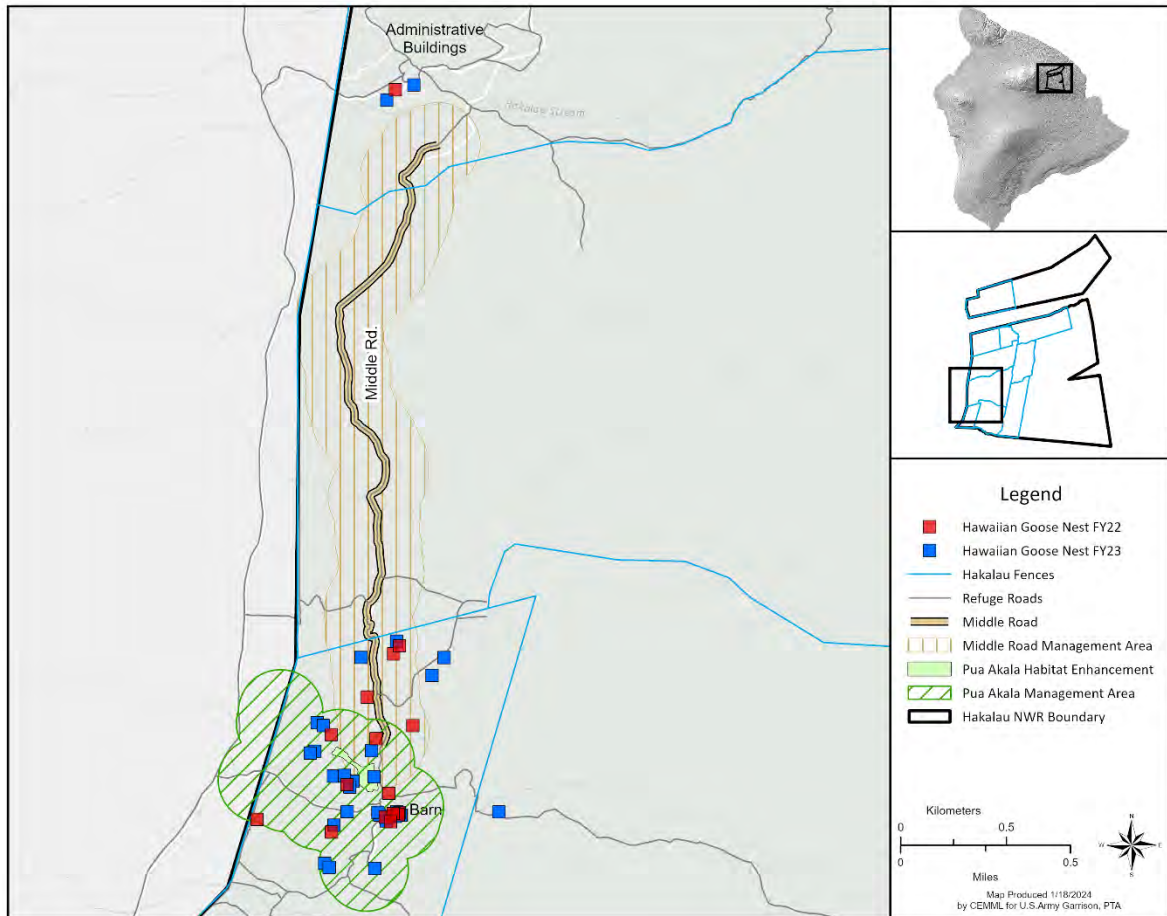 Administrative
Buildings
Hakalau Stream
Middle Rd.
Barn
Legend
Hawaiian Goose Nest FY22
Hawaiian Goose Nest FY23
Hakalau Fences
Refuge Roads
Middle Road
Middle Road Management Area
Pua Akala Habitat Enhancement
Pua Akala Management Area
Hakalau NWR Boundary
Kilometers
0 0.5
0 0.5
Miles
N
W E
S
Map Produced 1/18/2024
by CEMML for U.S.Army Garrison, PTA